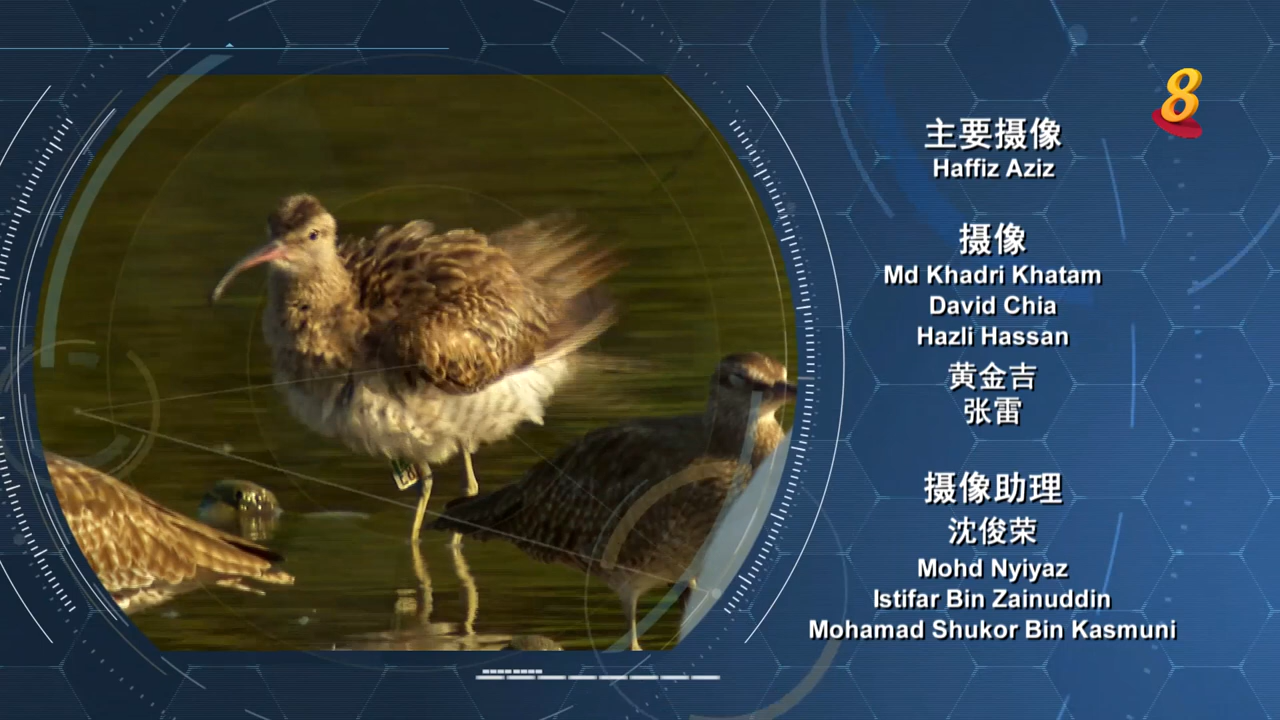 8
主要摄像
Haffiz Aziz
摄像
Md Khadri Khatam
David Chia
Hazli Hassan
黄金吉
张雷
摄像助理
沈俊荣
Mohd Nyiyaz
Istifar Bin Zainuddin
Mohamad Shukor Bin Kasmuni